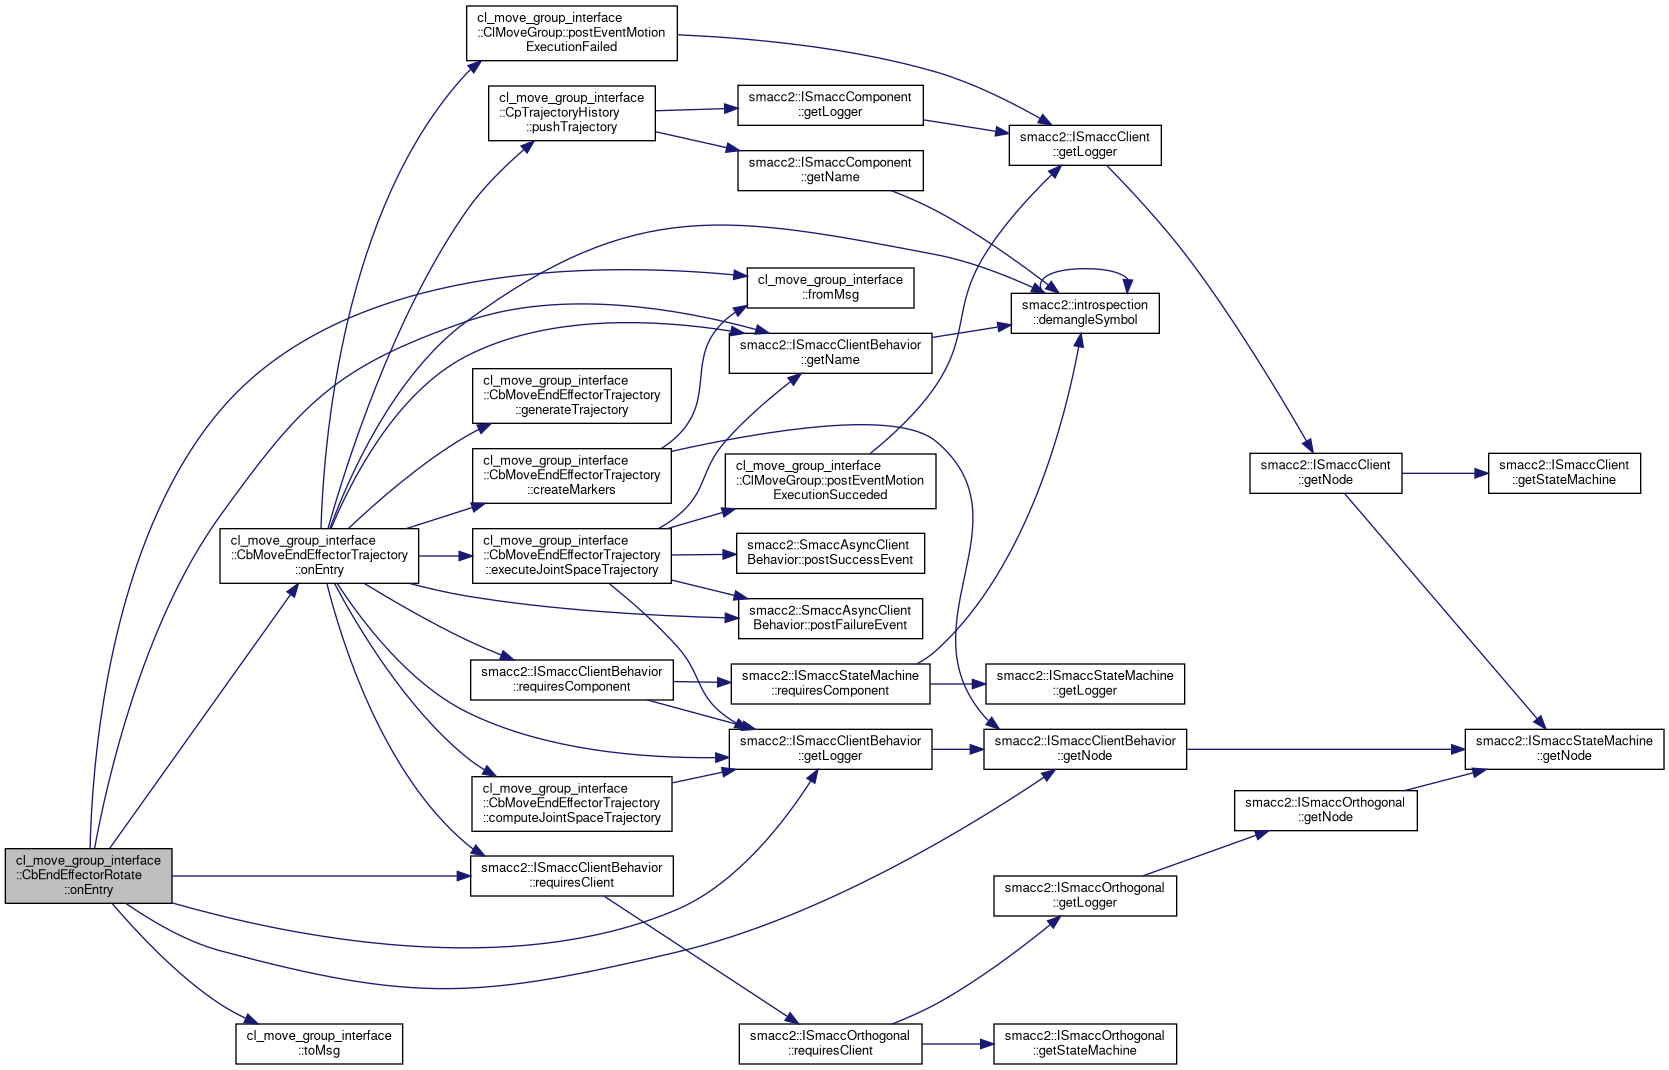 cl_move_group_interface
::ClMoveGroup::postEventMotion
ExecutionFailed
cl_move_group_interface
::CpTrajectoryHistory
::pushTrajectory
smacc2::ISmaccComponent
::getLogger
smacc2::ISmaccClient
::getLogger
smacc2::ISmaccComponent
::getName
cl_move_group_interface
::fromMsg
smacc2::introspection
::demangleSymbol
smacc2::ISmaccClientBehavior
::getName
cl_move_group_interface
::CbMoveEndEffectorTrajectory
::generateTrajectory
cl_move_group_interface
::CbMoveEndEffectorTrajectory
::createMarkers
cl_move_group_interface
::ClMoveGroup::postEventMotion
ExecutionSucceded
smacc2::ISmaccClient
::getNode
smacc2::ISmaccClient
::getStateMachine
cl_move_group_interface
::CbMoveEndEffectorTrajectory
::onEntry
cl_move_group_interface
::CbMoveEndEffectorTrajectory
::executeJointSpaceTrajectory
smacc2::SmaccAsyncClient
Behavior::postSuccessEvent
smacc2::SmaccAsyncClient
Behavior::postFailureEvent
smacc2::ISmaccClientBehavior
::requiresComponent
smacc2::ISmaccStateMachine
::requiresComponent
smacc2::ISmaccStateMachine
::getLogger
smacc2::ISmaccClientBehavior
::getLogger
smacc2::ISmaccClientBehavior
::getNode
smacc2::ISmaccStateMachine
::getNode
cl_move_group_interface
::CbMoveEndEffectorTrajectory
::computeJointSpaceTrajectory
smacc2::ISmaccOrthogonal
::getNode
cl_move_group_interface
::CbEndEffectorRotate
::onEntry
smacc2::ISmaccClientBehavior
::requiresClient
smacc2::ISmaccOrthogonal
::getLogger
cl_move_group_interface
::toMsg
smacc2::ISmaccOrthogonal
::requiresClient
smacc2::ISmaccOrthogonal
::getStateMachine